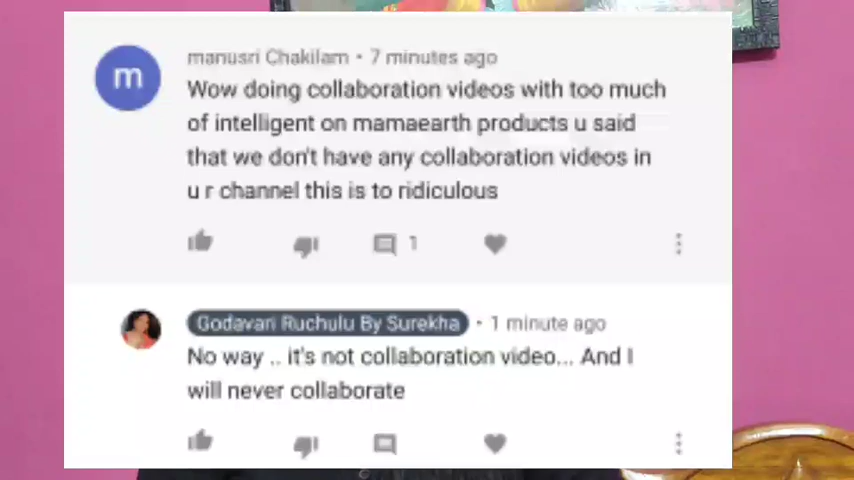 m
manusri Chakilam • 7 minutes ago
Wow doing collaboration videos with too much
of intelligent on mamaearth products u said
that we don't have any collaboration videos in
u r channel this is to ridiculous
1
Godavari Ruchulu By Surekha • 1 minute ago
No way .. it's not collaboration video... And I
will never collaborate